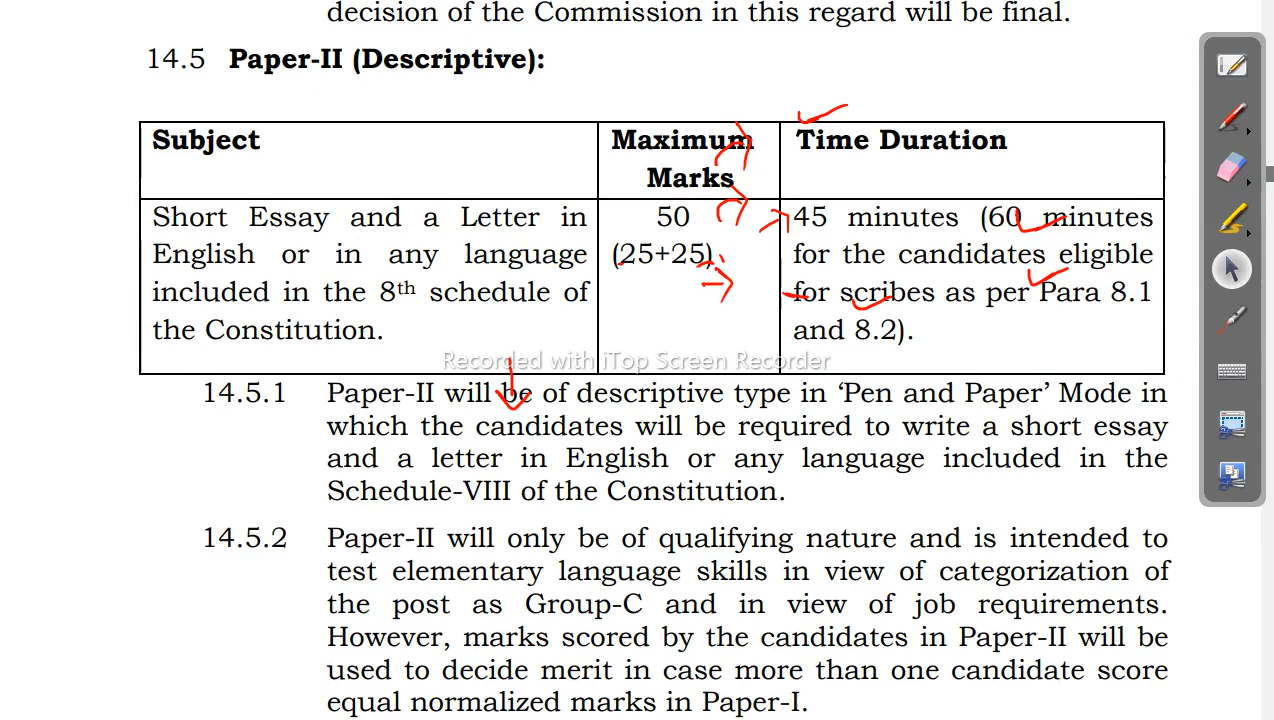 decision of the Commission in this regard will be final.
14.5 Paper-II (Descriptive):
Subject
Maximum Marks
Time Duration
Short Essay and a Letter in
English or in any language
included in the 8th schedule of
the Constitution.
50
(25+25)
45 minutes (60 minutes
for the candidates eligible
for scribes as per Para 8.1
and 8.2).
Recorded with iTop Screen Recorder
14.5.1 Paper-II will be of descriptive type in ‘Pen and Paper’ Mode in
which the candidates will be required to write a short essay
and a letter in English or any language included in the
Schedule-VIII of the Constitution.
14.5.2 Paper-II will only be of qualifying nature and is intended to
test elementary language skills in view of categorization of
the post as Group-C and in view of job requirements.
However, marks scored by the candidates in Paper-II will be
used to decide merit in case more than one candidate score
equal normalized marks in Paper-I.